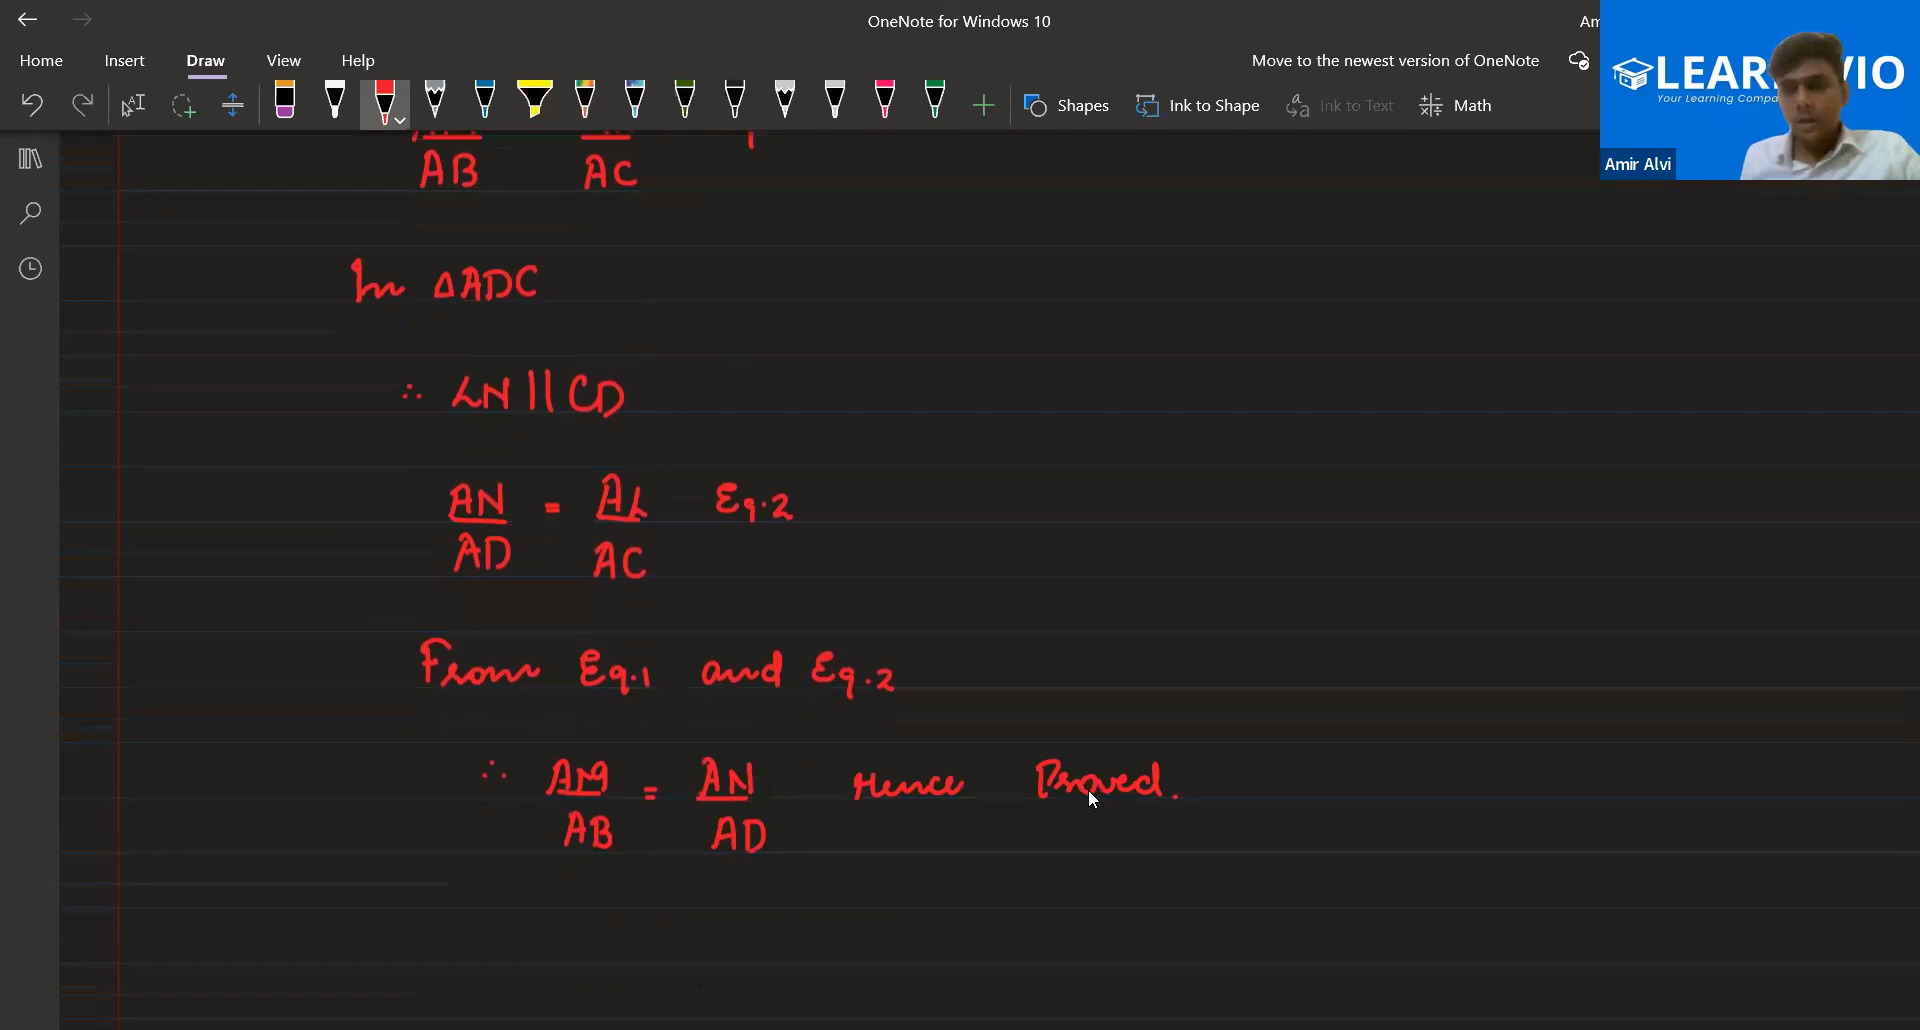 OneNote for Windows 10
Am
Home Insert Draw View Help
Move to the newest version of OneNote
LEAR VIO
Your Learning Compa
Shapes Ink to Shape Ink to Text Math
Amir Alvi
AB AC
In ΔADC
∴ LN || CD
AN = AL Eq.2
AD AC
From Eq.1 and Eq.2
∴ AM = AN Hence Proved.
AB AD